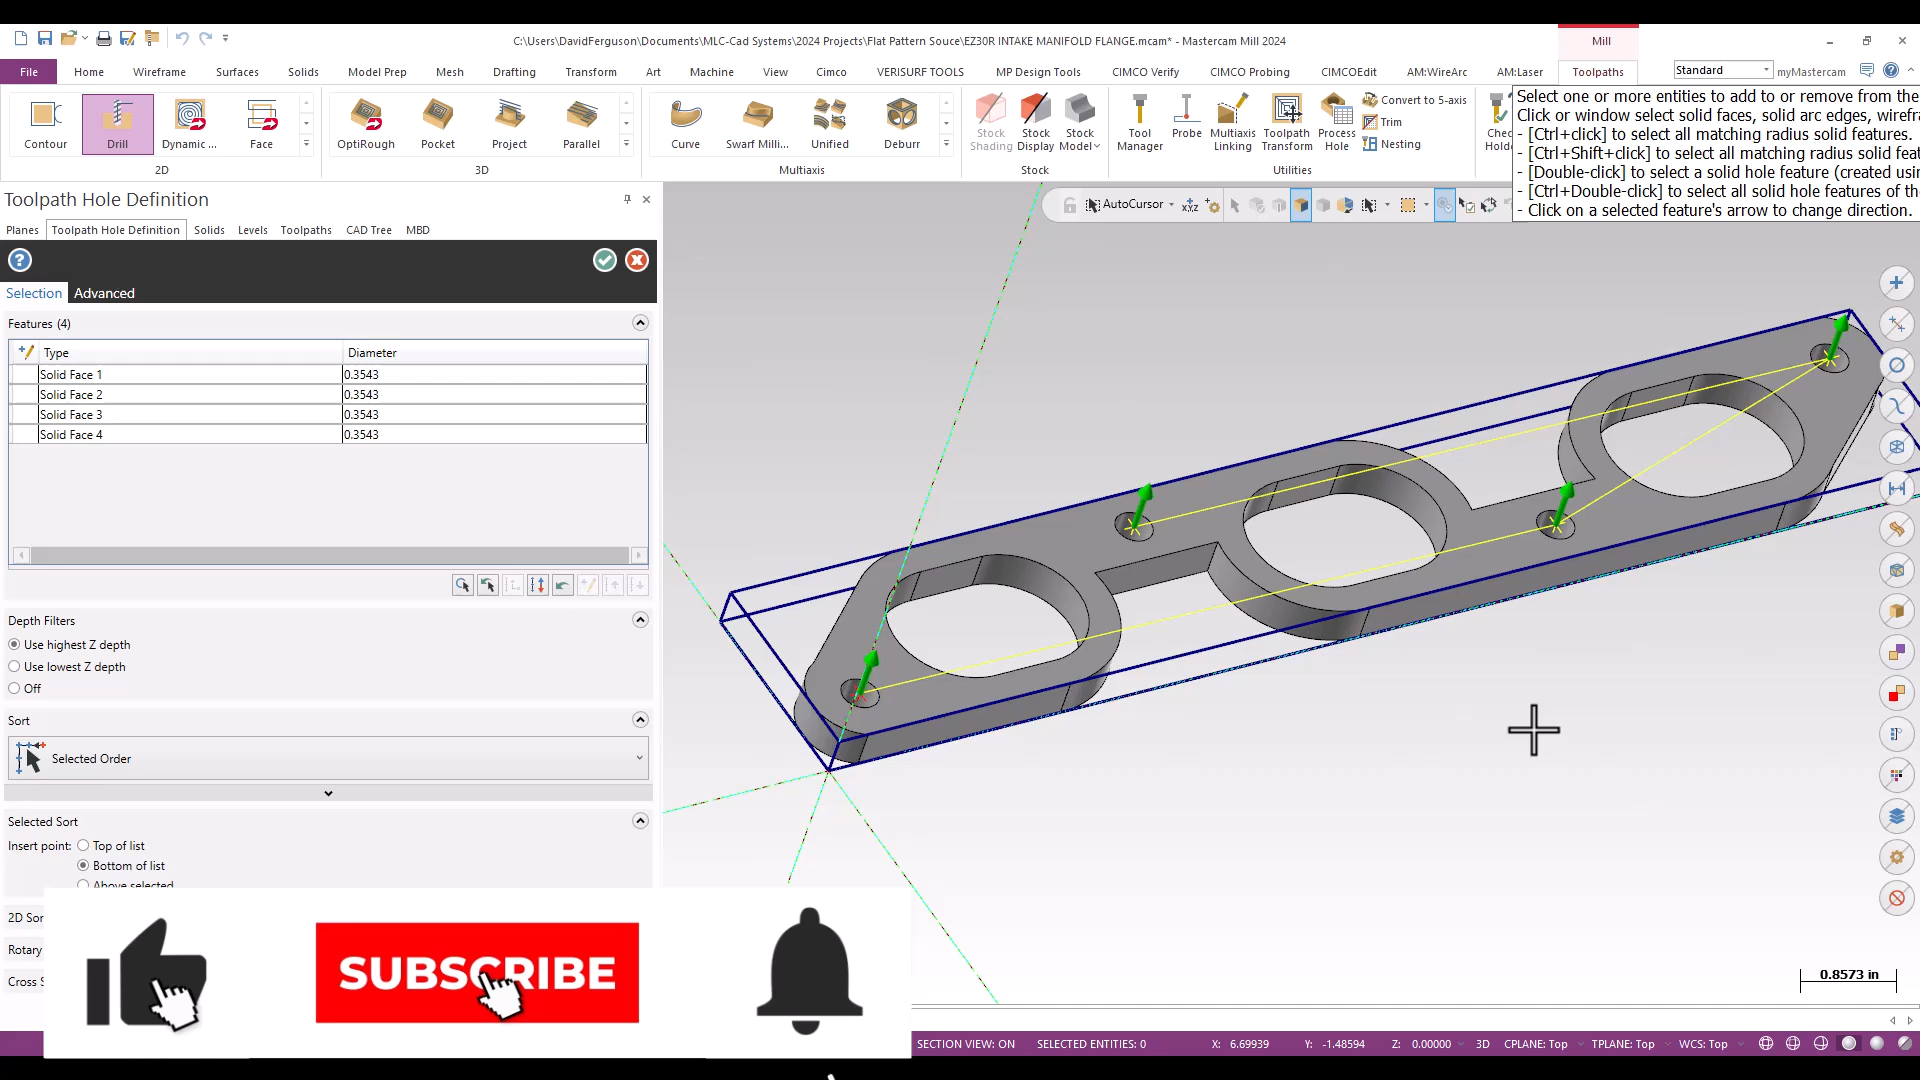 C:\Users\DavidFerguson\Documents\MLC-Cad Systems\2024 Projects\Flat Pattern Souce\EZ30R INTAKE MANIFOLD FLANGE.mcam* - Mastercam Mill 2024
Mill
File Home Wireframe Surfaces Solids Model Prep Mesh Drafting Transform Art Machine View Cimco VERISURF TOOLS MP Design Tools CIMCO Verify CIMCO Probing CIMCOEdit AM:WireArc AM:Laser Toolpaths
Standard
myMastercam
Contour Drill Dynamic ... Face
2D
OptiRough Pocket Project Parallel
3D
Curve Swarf Milli... Unified Deburr
Multiaxis
Stock Shading
Stock Display
Stock Model
Stock
Tool Manager
Probe
Multiaxis Linking
Toolpath Transform
Process Hole
Convert to 5-axis
Trim
Nesting
Utilities
Select one or more entities to add to or remove from the
Click or window select solid faces, solid arc edges, wirefra
- [Ctrl+click] to select all matching radius solid features.
- [Ctrl+Shift+click] to select all matching radius solid feat
- [Double-click] to select a solid hole feature (created usin
- [Ctrl+Double-click] to select all solid hole features of the
- Click on a selected feature's arrow to change direction.
Toolpath Hole Definition
AutoCursor
Planes Toolpath Hole Definition Solids Levels Toolpaths CAD Tree MBD
Selection Advanced
Features (4)
Type Diameter
Solid Face 1 0.3543
Solid Face 2 0.3543
Solid Face 3 0.3543
Solid Face 4 0.3543
Depth Filters
Use highest Z depth
Use lowest Z depth
Off
Sort
Selected Order
Selected Sort
Insert point: Top of list
Bottom of list
Above selected
2D Sor
Rotary
Cross S
SUBSCRIBE
0.8573 in
SECTION VIEW: ON SELECTED ENTITIES: 0 X: 6.69939 Y: -1.48594 Z: 0.00000 3D CPLANE: Top TPLANE: Top WCS: Top